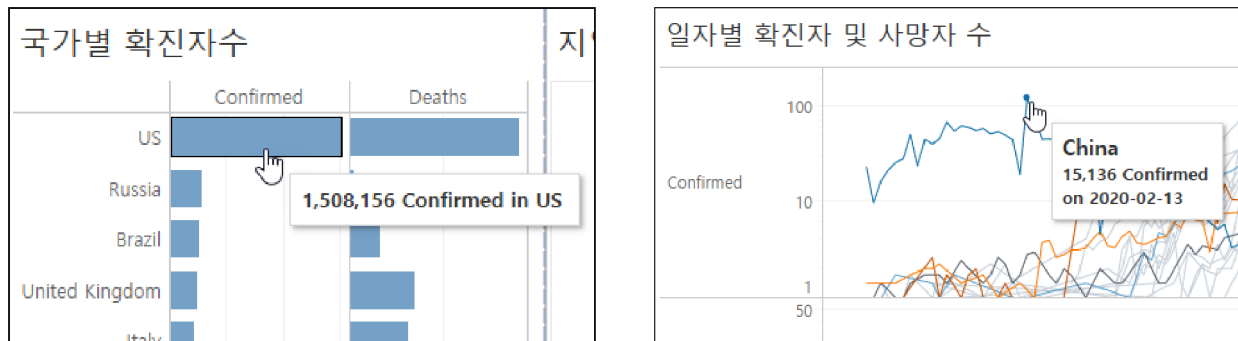 국가별 확진자수
Confirmed
Deaths
US
Russia
Brazil
United Kingdom
Italy
1,508,156 Confirmed in US
일자별 확진자 및 사망자 수
100
10
1
50
Confirmed
China
15,136 Confirmed
on 2020-02-13